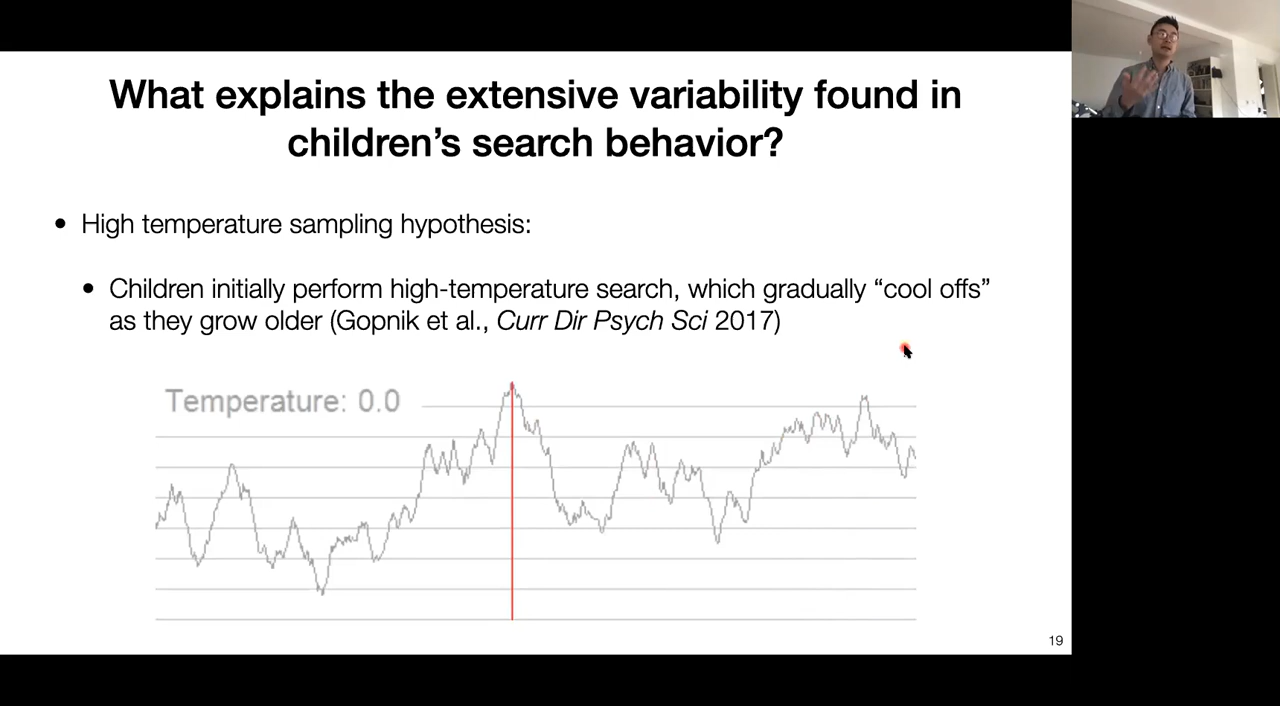 What explains the extensive variability found in
children’s search behavior?
• High temperature sampling hypothesis:
• Children initially perform high-temperature search, which gradually “cool offs”
as they grow older (Gopnik et al., Curr Dir Psych Sci 2017)
Temperature: 0.0
19